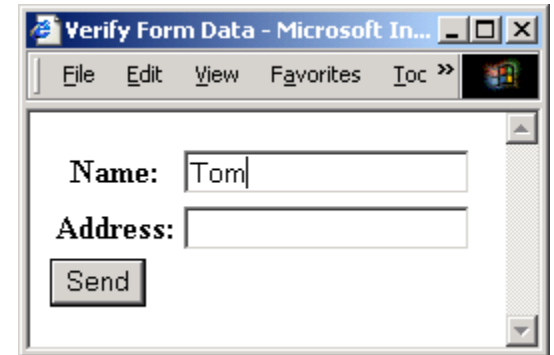 Verify Form Data - Microsoft In...
File Edit View Favorites Toc »
Name: Tom
Address:
Send